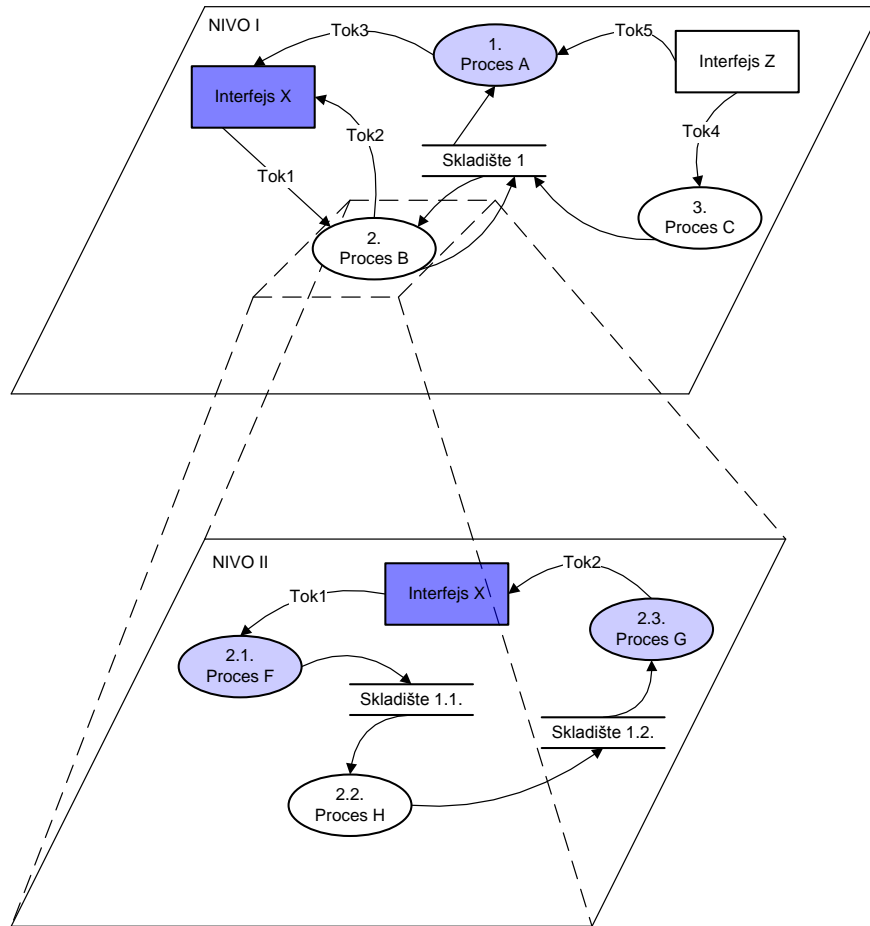 NIVO I
Tok3
1.
Proces A
Tok5
Interfejs Z
Interfejs X
Tok2
Tok4
Skladište 1
Tok1
3.
Proces C
2.
Proces B
NIVO II
Tok2
Tok1
Interfejs X
2.3.
Proces G
2.1.
Proces F
Skladište 1.1.
Skladište 1.2.
2.2.
Proces H